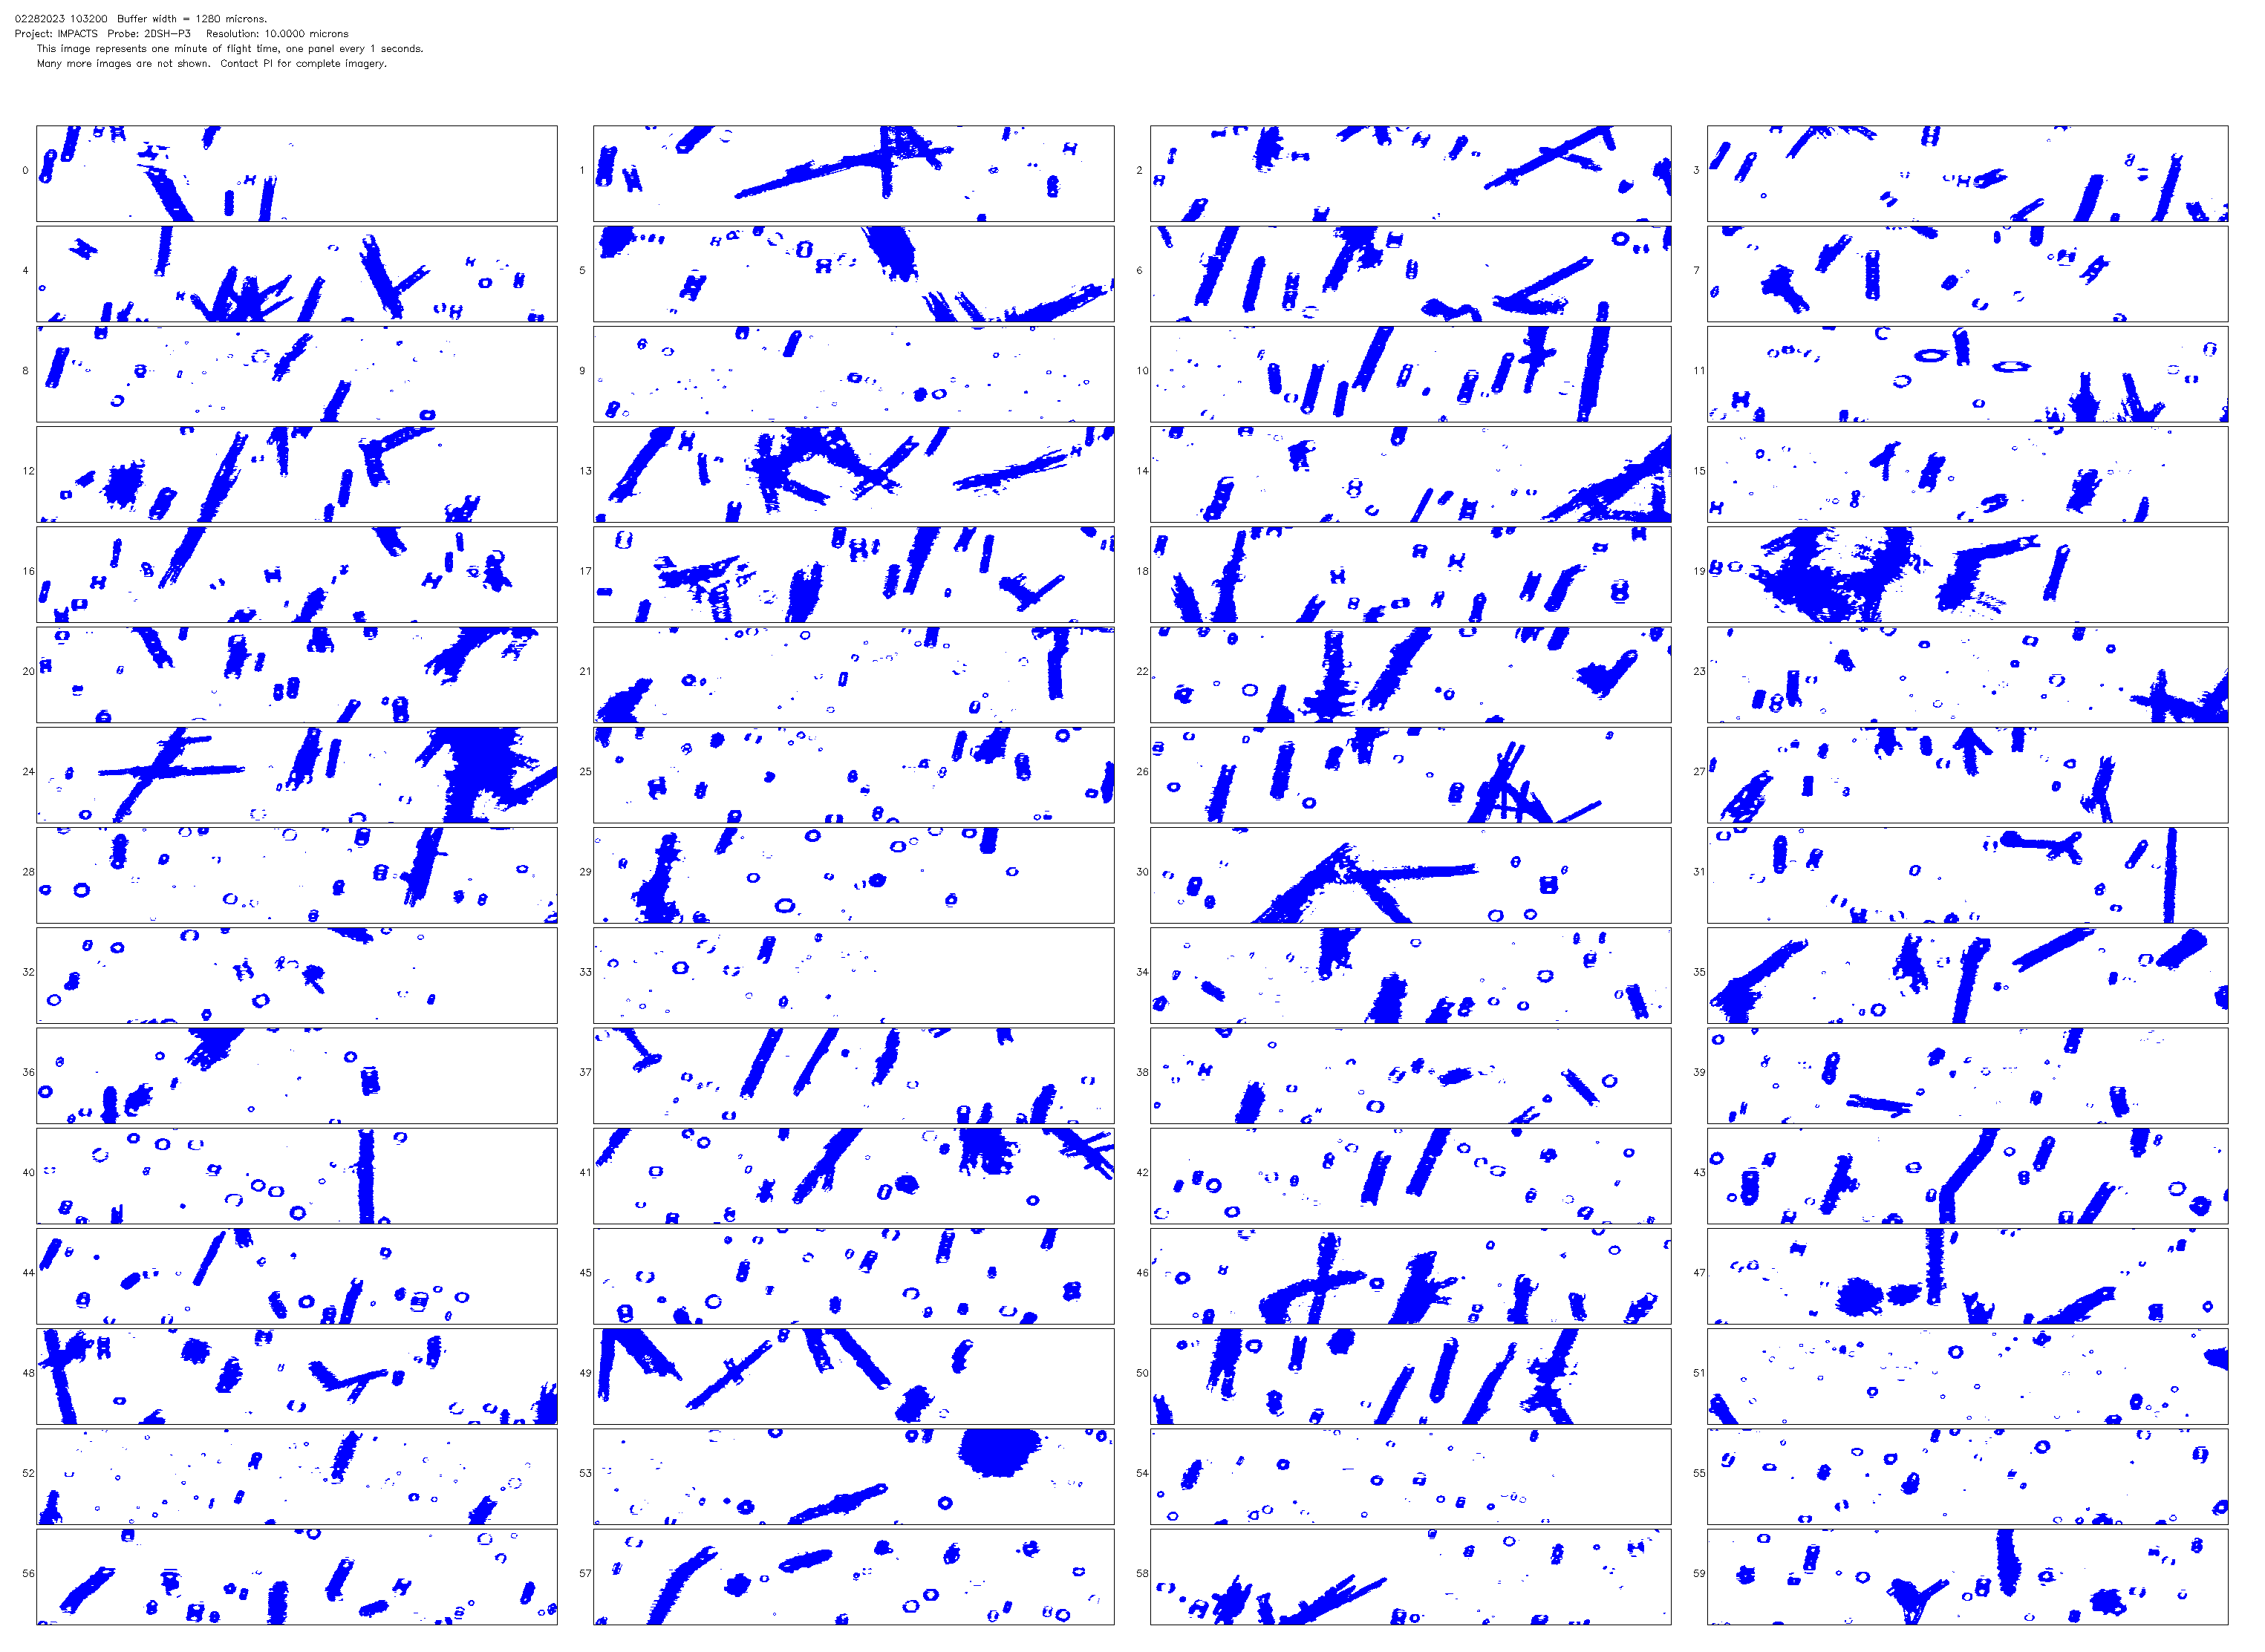 02282023 103200 Buffer width = 1280 microns.
Project: IMPACTS Probe: 2DSH-P3 Resolution: 10.0000 microns
This image represents one minute of flight time, one panel every 1 seconds.
Many more images are not shown. Contact PI for complete imagery.
0 1 2 3
4 5 6 7
8 9 10 11
12 13 14 15
16 17 18 19
20 21 22 23
24 25 26 27
28 29 30 31
32 33 34 35
36 37 38 39
40 41 42 43
44 45 46 47
48 49 50 51
52 53 54 55
56 57 58 59